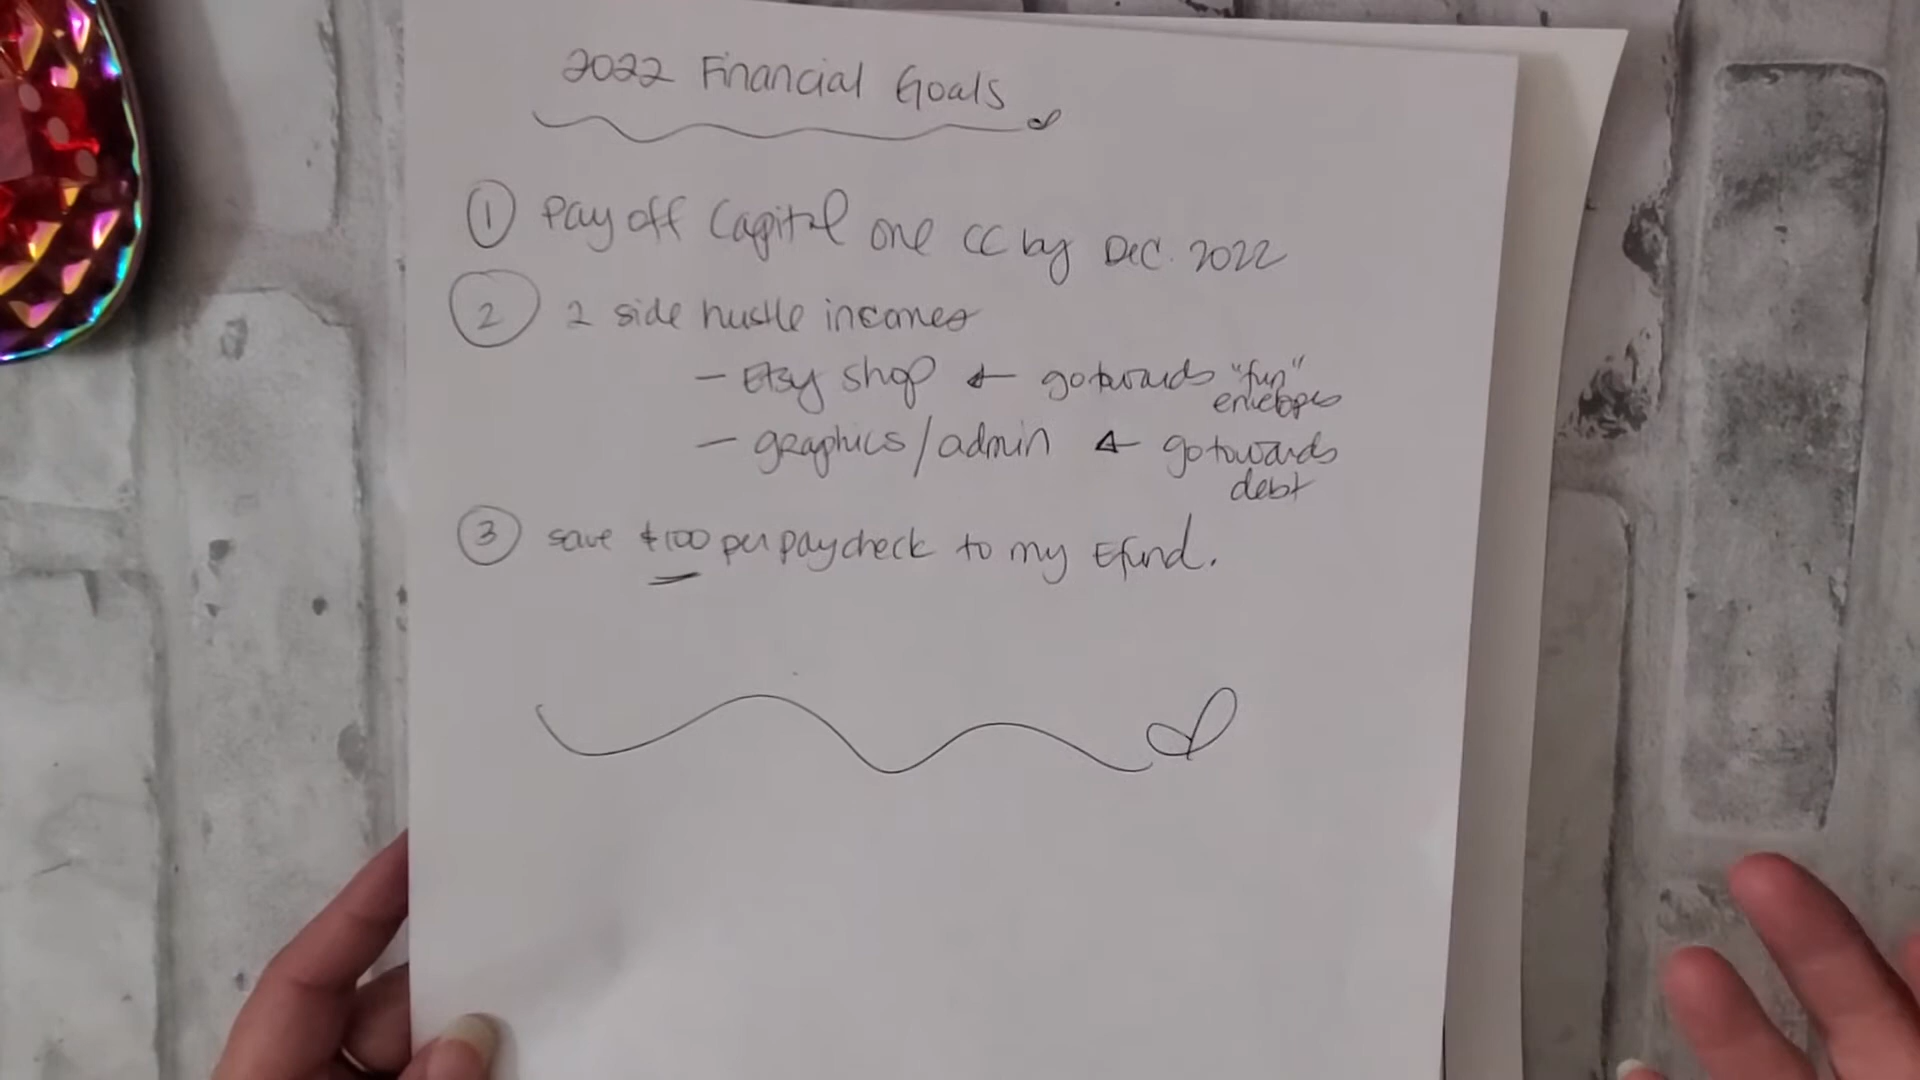 2022 Financial Goals
① Pay off Capital one CC by Dec. 2022
② 2 side hustle incomes
- Etsy shop ← go towards "fun"
envelopes
- graphics/admin ← go towards
debt
③ save $100 per paycheck to my Efund.